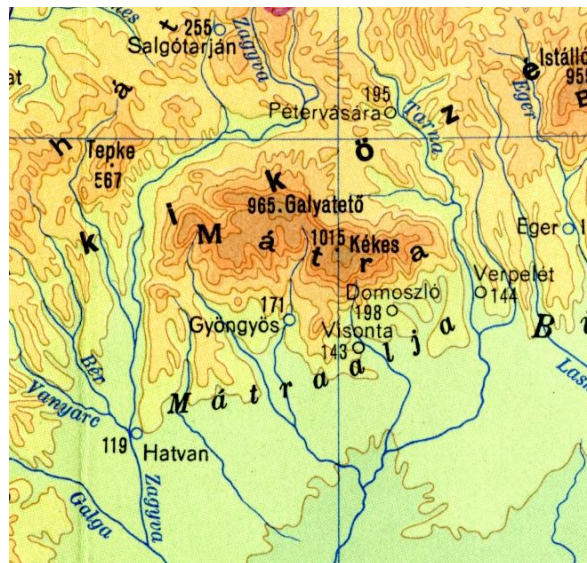 255
Salgótarján
Zagyva
t
á
h
Istálló
é
Eger
195
Pétervására
Tarna
z
ö
k
i
k
Tepke
567
965 Galyatető
Mátra
1015 Kékes
Eger
Verpelét
144
Domoszló
198
171
Gyöngyös
Visonta
143
Mátraalja
B
Bér
Vanyarc
119
Hatvan
Zagyva
Galga